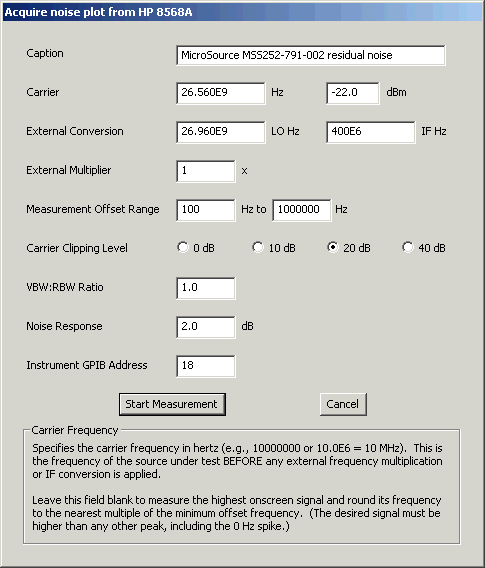 Acquire noise plot from HP 8568A
Caption MicroSource MSS252-791-002 residual noise
Carrier 26.560E9 Hz -22.0 dBm
External Conversion 26.960E9 LO Hz 400E6 IF Hz
External Multiplier 1 x
Measurement Offset Range 100 Hz to 1000000 Hz
Carrier Clipping Level 0 dB 10 dB 20 dB 40 dB
VBW:RBW Ratio 1.0
Noise Response 2.0 dB
Instrument GPIB Address 18
Start Measurement Cancel
Carrier Frequency
Specifies the carrier frequency in hertz (e.g., 10000000 or 10.0E6 = 10 MHz). This is
the frequency of the source under test BEFORE any external frequency multiplication
or IF conversion is applied.
Leave this field blank to measure the highest onscreen signal and round its frequency
to the nearest multiple of the minimum offset frequency. (The desired signal must be
higher than any other peak, including the 0 Hz spike.)